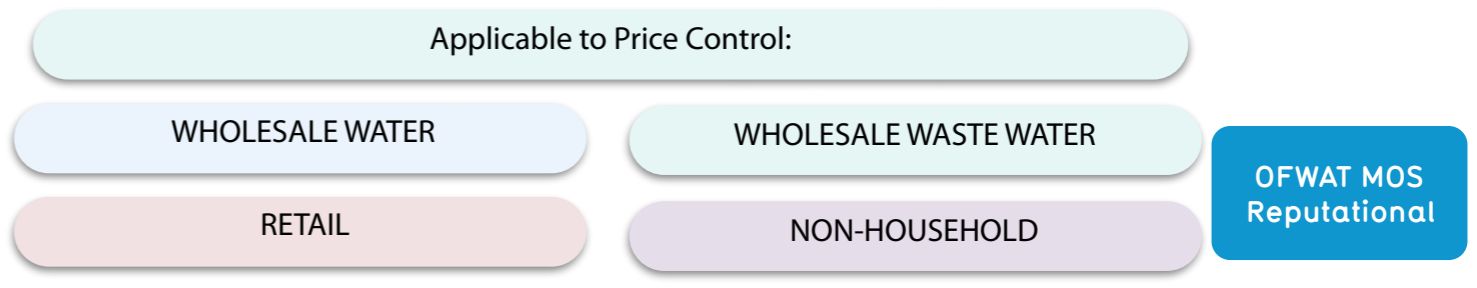 Applicable to Price Control:
WHOLESALE WATER
WHOLESALE WASTE WATER
RETAIL
NON-HOUSEHOLD
OFWAT MOS
Reputational